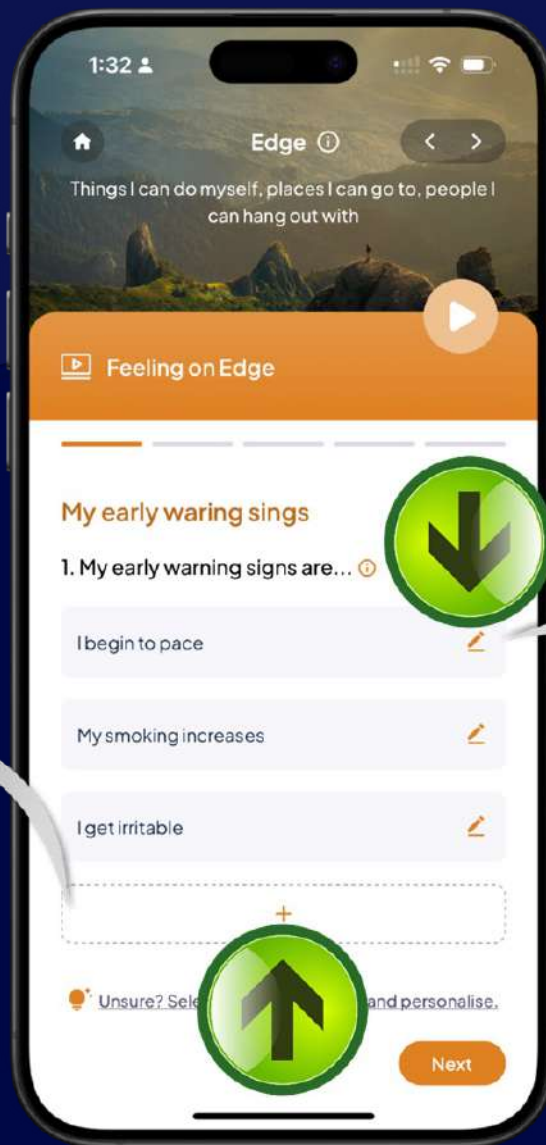 1:32
Edge
Things I can do myself, places I can go to, people I
can hang out with
Feeling on Edge
My early waring sings
1. My early warning signs are...
I begin to pace
My smoking increases
I get irritable
+
Unsure? and personalise.
Next